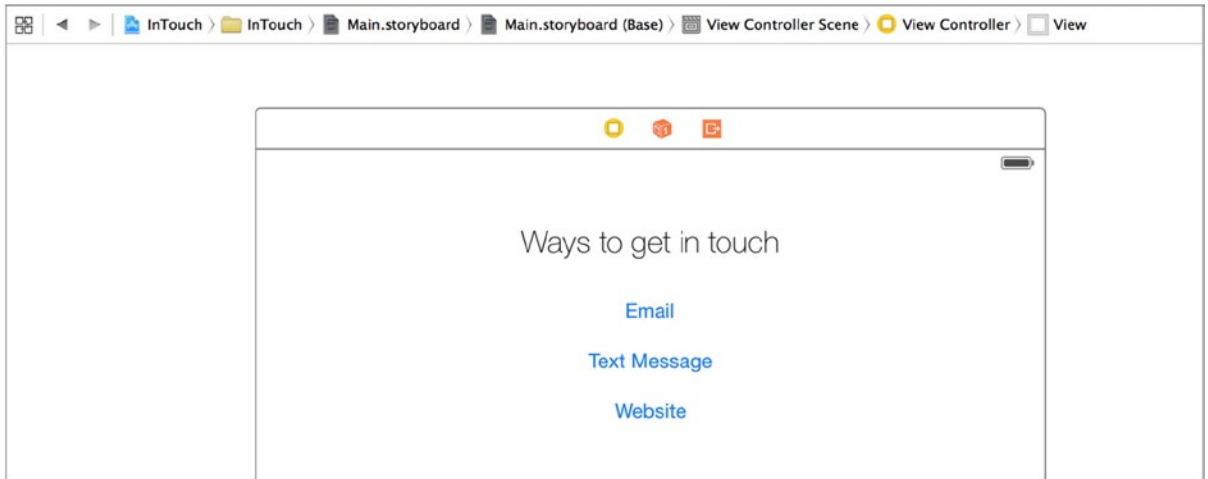 InTouch InTouch Main.storyboard Main.storyboard (Base) View Controller Scene View Controller View
Ways to get in touch
Email
Text Message
Website